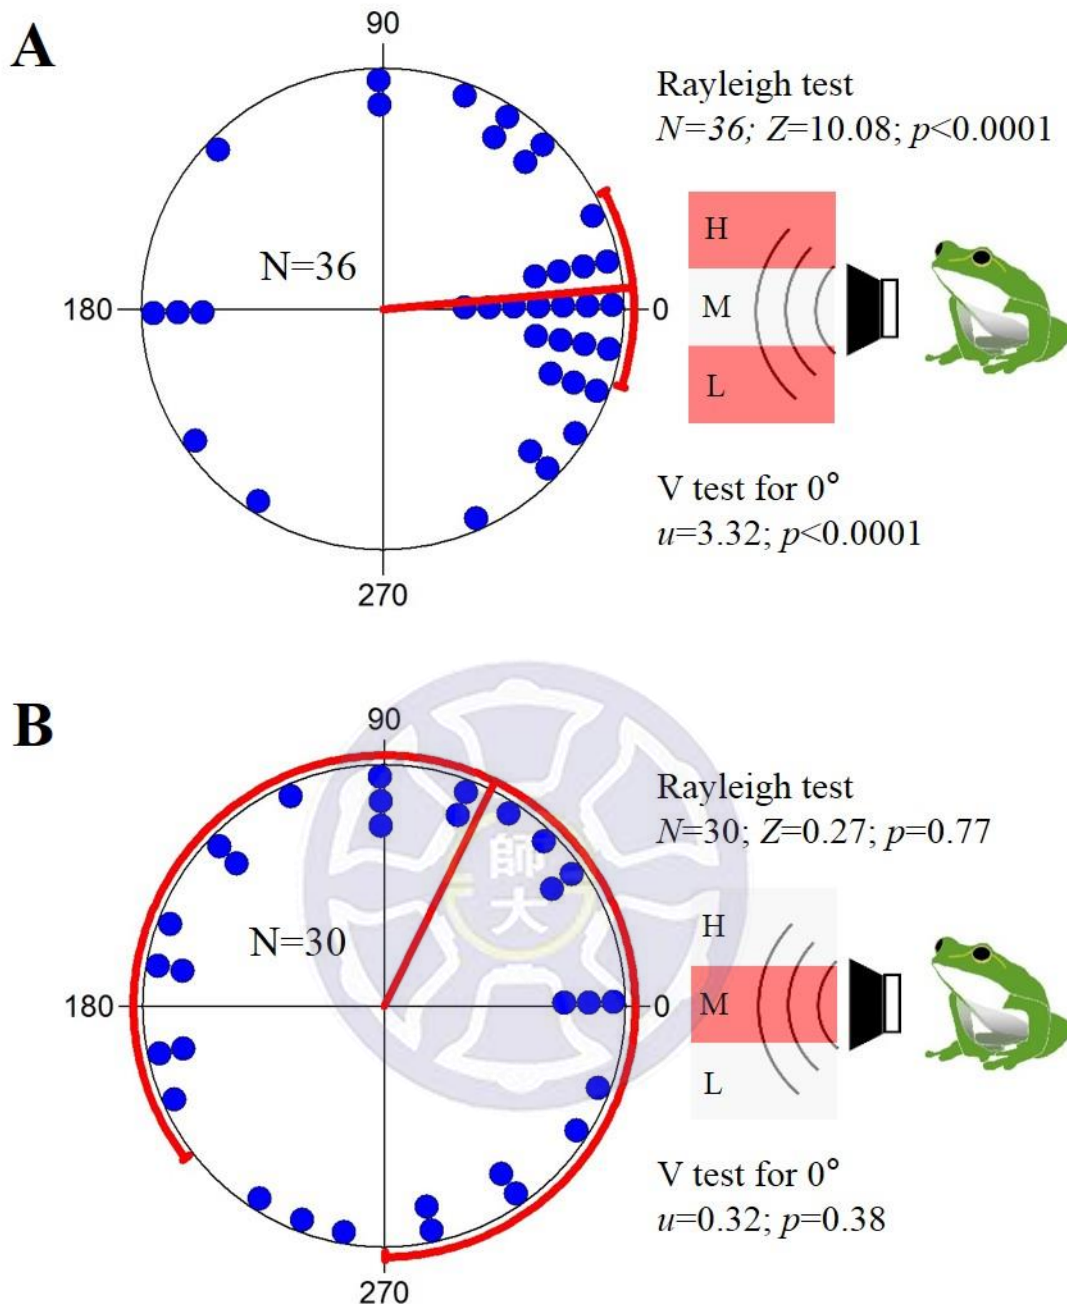 A
90
Rayleigh test
N=36; Z=10.08; p<0.0001
H
N=36
180
0
M
L
V test for 0°
u=3.32; p<0.0001
270
B
90
Rayleigh test
N=30; Z=0.27; p=0.77
師大
H
N=30
180
0
M
L
V test for 0°
u=0.32; p=0.38
270